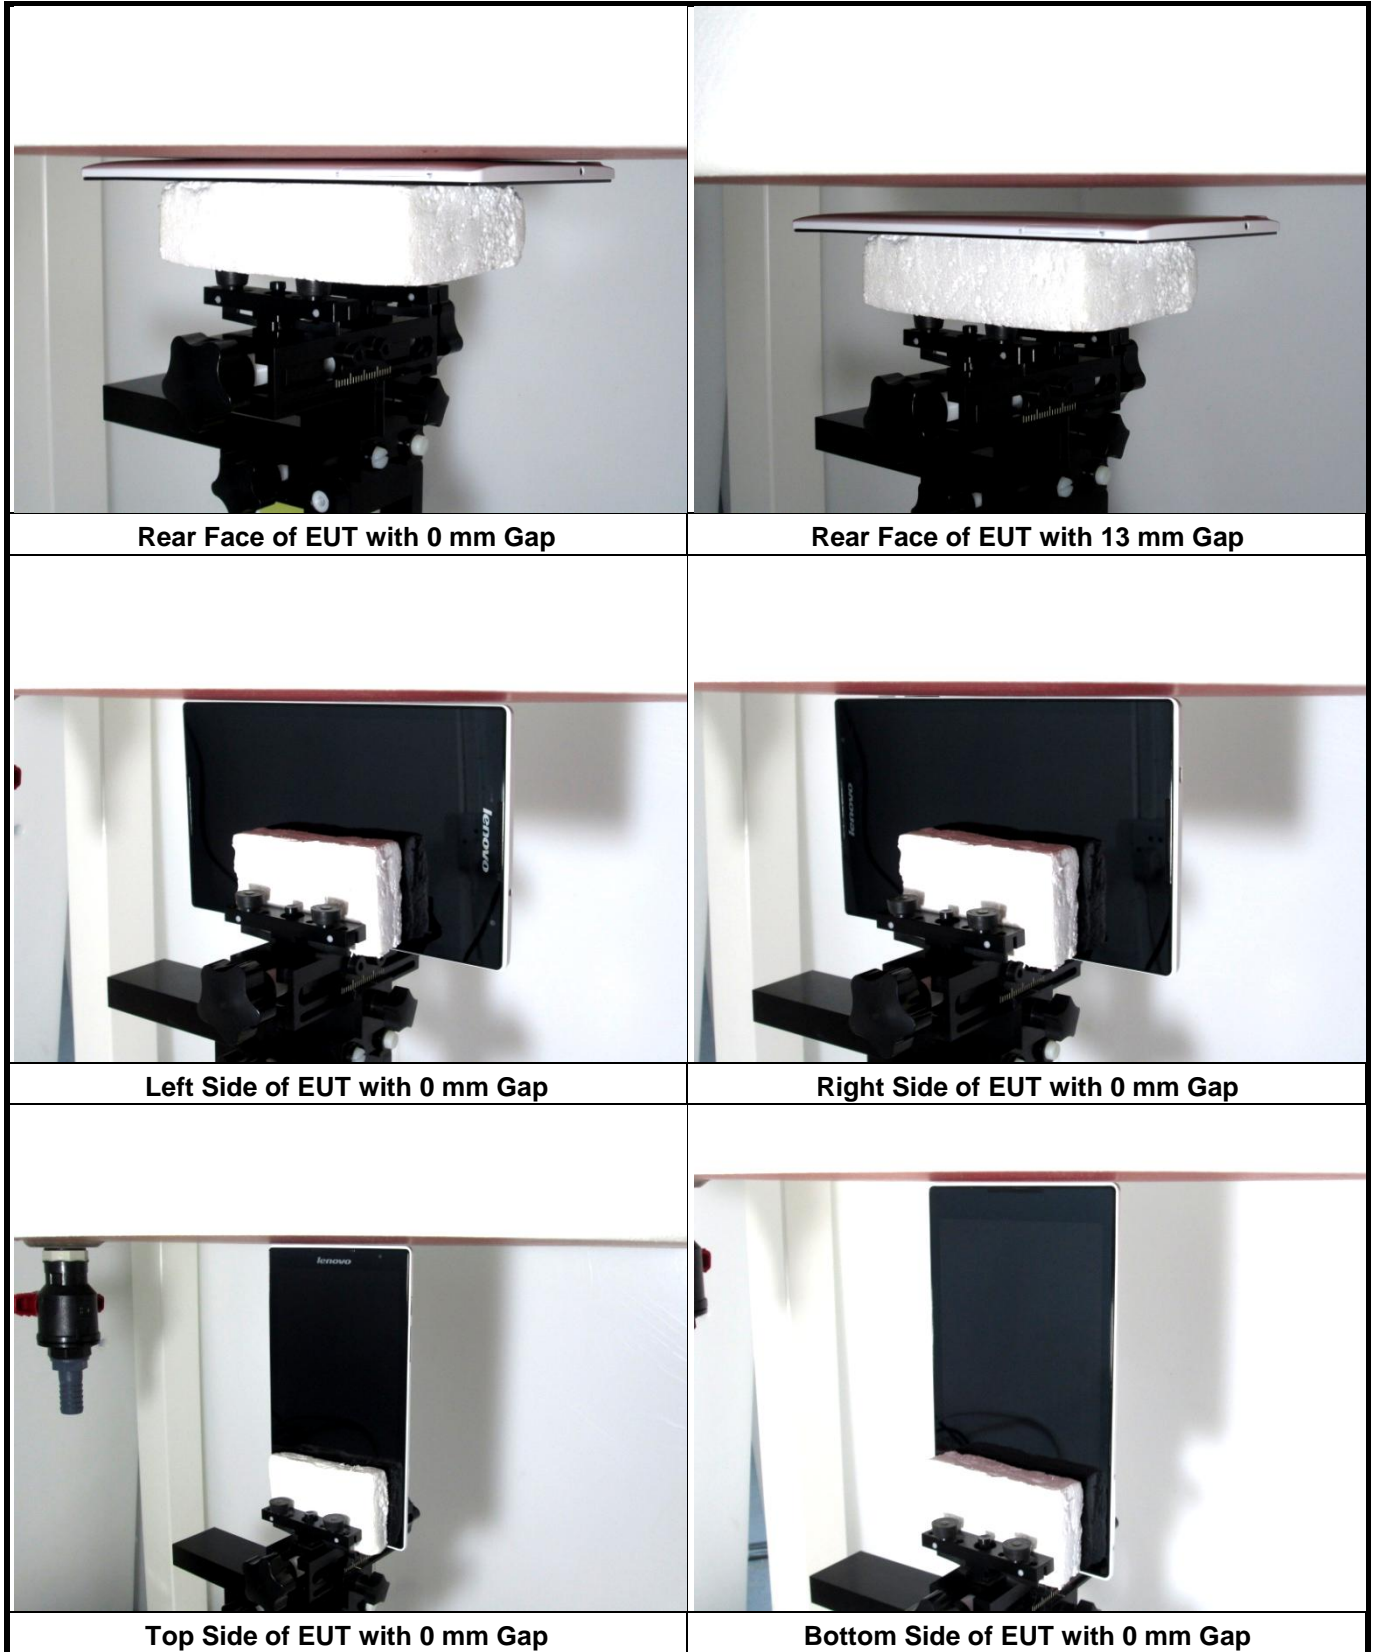 Rear Face of EUT with 0 mm Gap
Rear Face of EUT with 13 mm Gap
lenovo
lenovo
Left Side of EUT with 0 mm Gap
Right Side of EUT with 0 mm Gap
lenovo
Top Side of EUT with 0 mm Gap
Bottom Side of EUT with 0 mm Gap